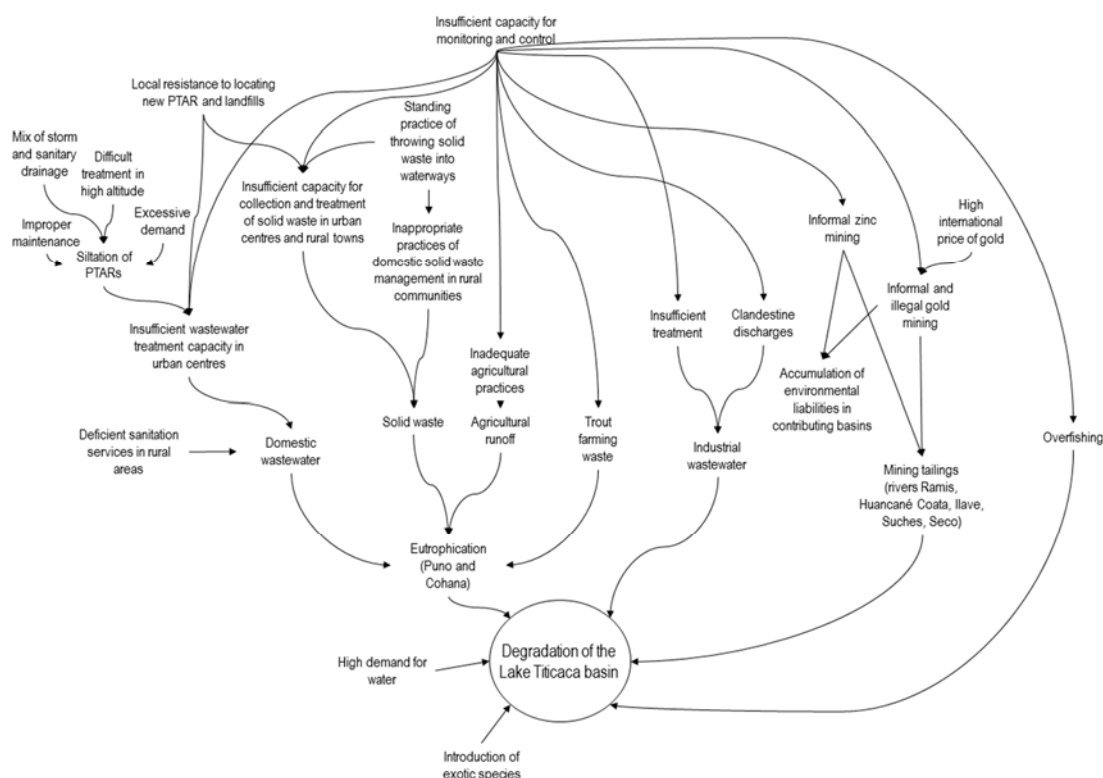 Insufficient capacity for
monitoring and control
Local resistance to locating
new PTAR and landfills
Standing
practice of
throwing solid
waste into
waterways
Mix of storm
and sanitary
drainage
Difficult
treatment in
high altitude
Insufficient capacity for
collection and treatment
of solid waste in urban
centres and rural towns
Improper
maintenance
Excessive
demand
Siltation of
PTARs
Inappropriate
practices of
domestic solid waste
management in rural
communities
Informal zinc
mining
High
international
price of gold
Informal and
illegal gold
mining
Insufficient wastewater
treatment capacity in
urban centres
Insufficient
treatment
Clandestine
discharges
Inadequate
agricultural
practices
Accumulation of
environmental
liabilities in
contributing basins
Deficient sanitation
services in rural
areas
Domestic
wastewater
Solid waste
Agricultural
runoff
Trout
farming
waste
Industrial
wastewater
Overfishing
Mining tailings
(rivers Ramis,
Huancané Coata, Ilave,
Suches, Seco)
Eutrophication
(Puno and
Cohana)
Degradation of the
Lake Titicaca basin
High demand for
water
Introduction of
exotic species